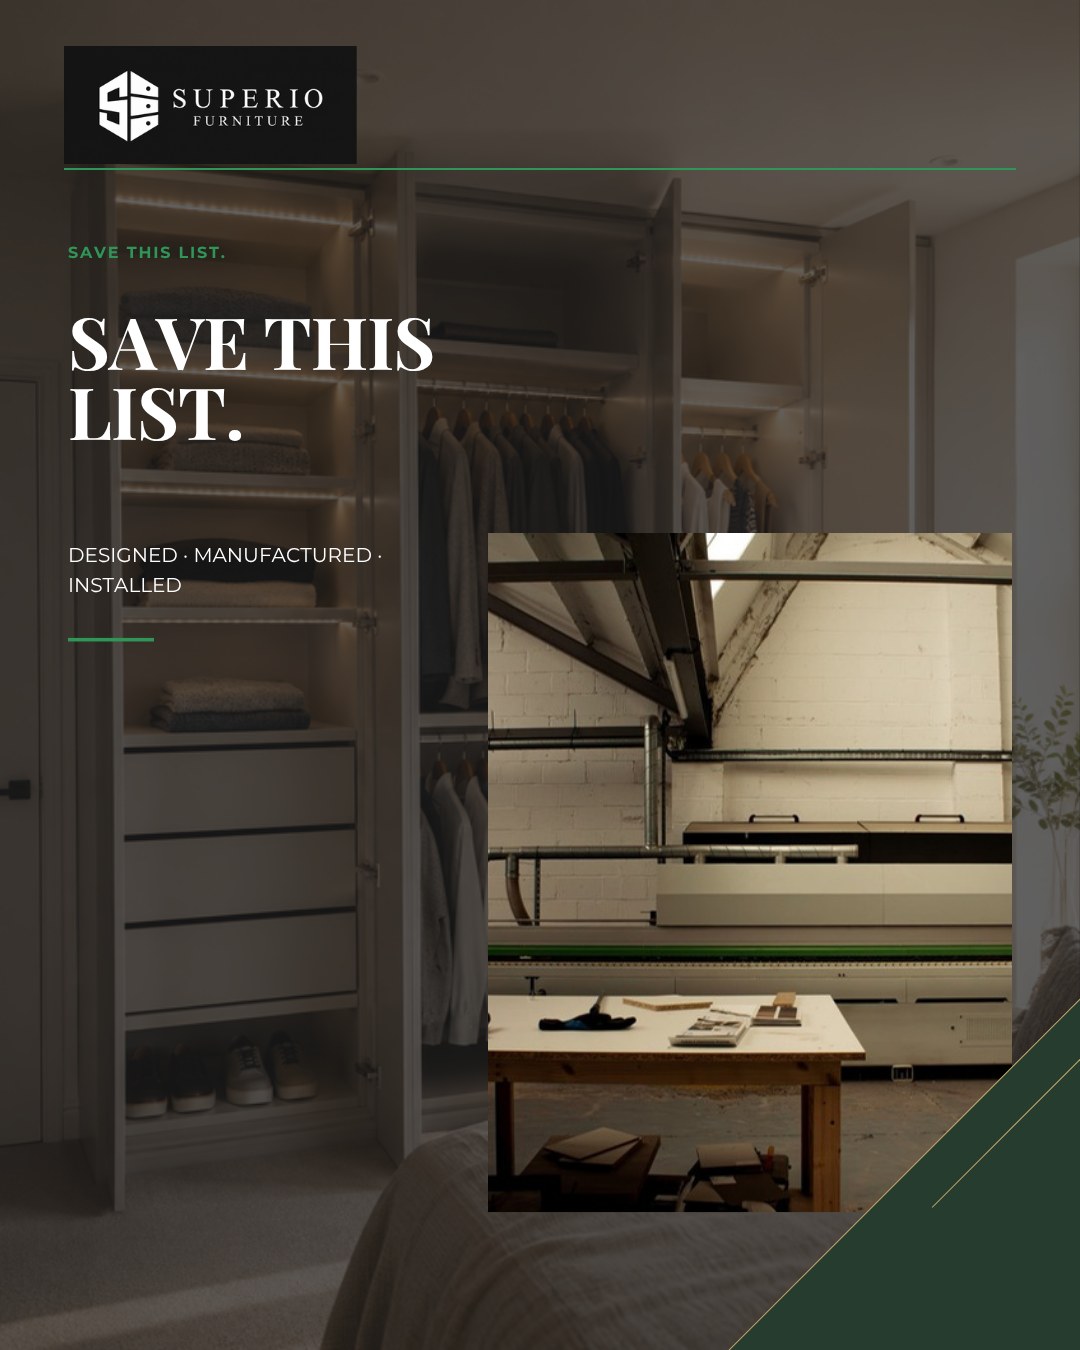 SUPERIO
FURNITURE
SAVE THIS LIST.
SAVE THIS
LIST.
DESIGNED · MANUFACTURED ·
INSTALLED